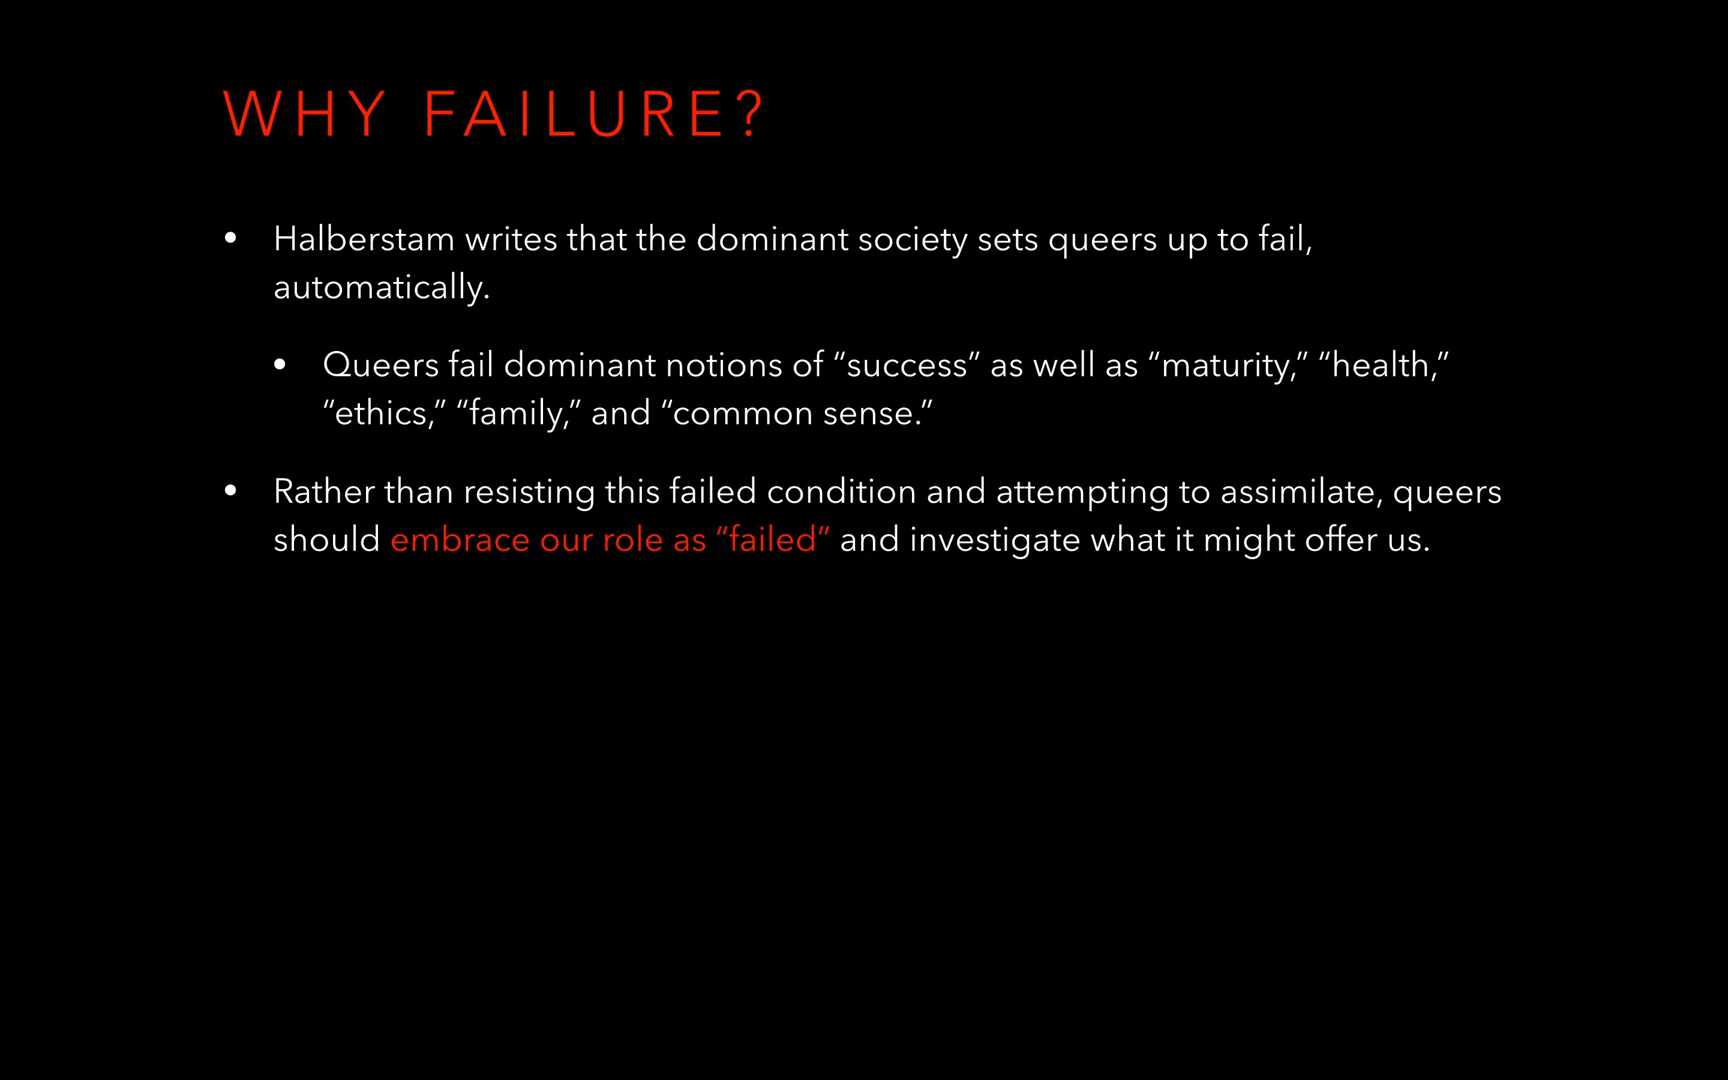 WHY FAILURE?
• Halberstam writes that the dominant society sets queers up to fail,
automatically.
• Queers fail dominant notions of “success” as well as “maturity,” “health,”
“ethics,” “family,” and “common sense.”
• Rather than resisting this failed condition and attempting to assimilate, queers
should embrace our role as “failed” and investigate what it might offer us.